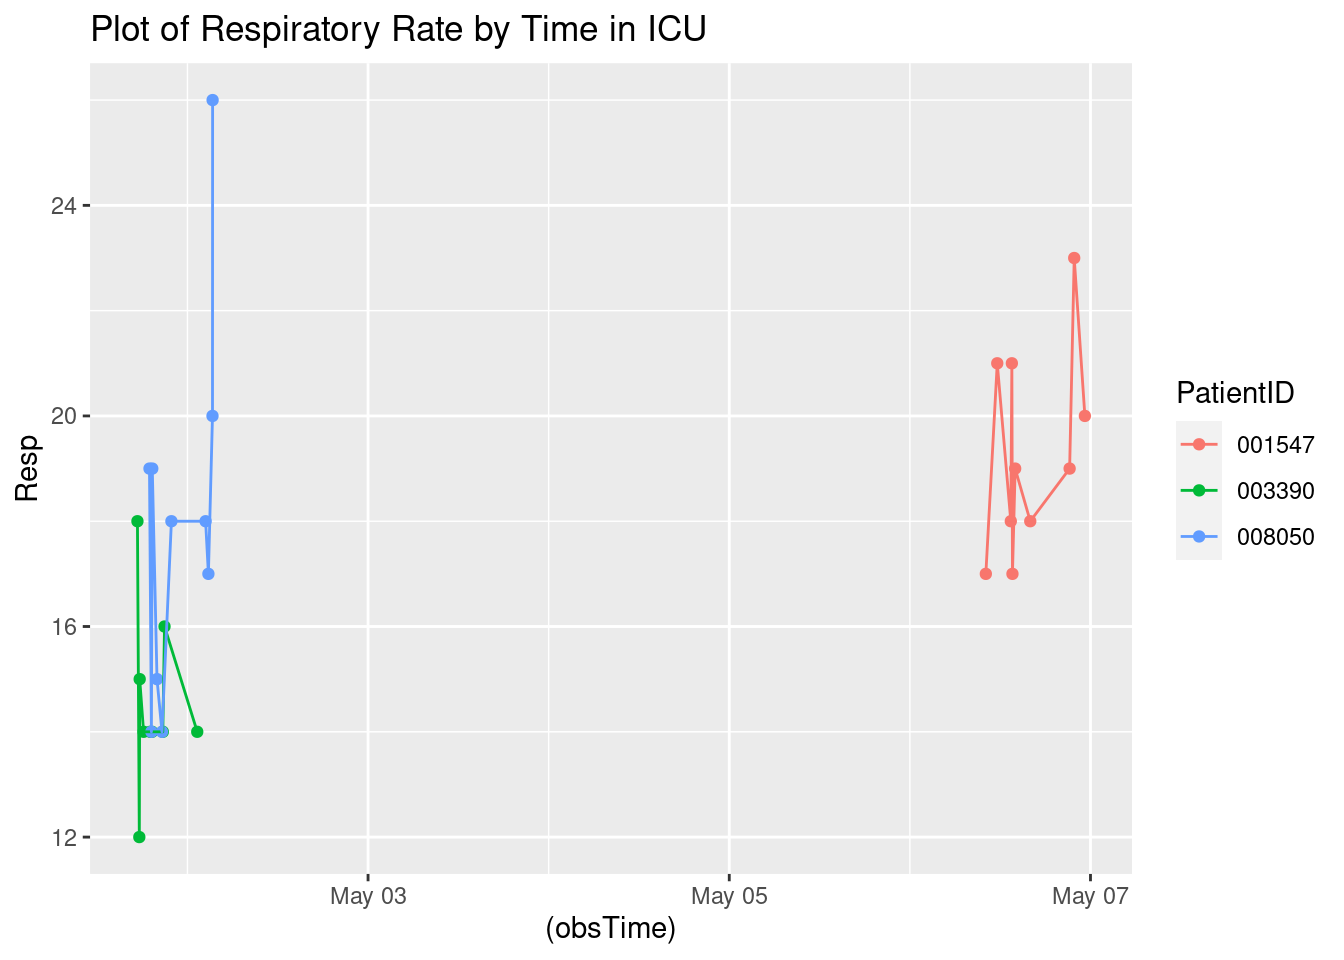 Plot of Respiratory Rate by Time in ICU
24
20
16
12
Resp
May 03
May 05
May 07
(obsTime)
PatientID
001547
003390
008050